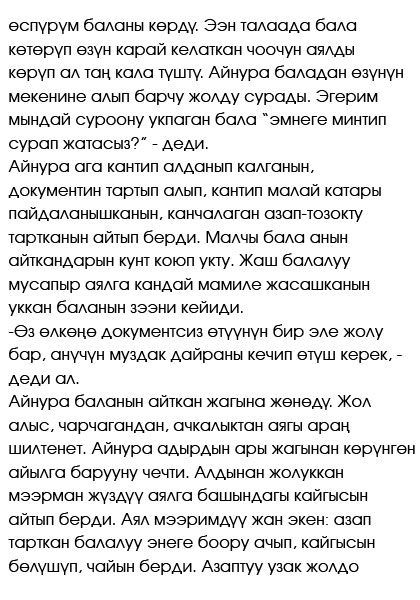 өспүрүм баланы көрдү. Ээн талаада бала
көтөрүп өзүн карай келаткан чоочун аялды
көрүп ал таң кала түштү. Айнура баладан өзүнүн
мекенине алып барчу жолду сурады. Эгерим
мындай суроону укпаган бала “эмнеге минтип
сурап жатасыз?” - деди.
Айнура ага кантип алданып калганын,
документин тартып алып, кантип малай катары
пайдаланышканын, канчалаган азап-тозокту
тартканын айтып берди. Малчы бала анын
айткандарын кунт коюп укту. Жаш балалуу
мусапыр аялга кандай мамиле жасашканын
уккан баланын зээни кейиди.
-Өз өлкөңө документсиз өтүүнүн бир эле жолу
бар, анүчүн муздак дайраны кечип өтүш керек, -
деди ал.
Айнура баланын айткан жагына жөнөдү. Жол
алыс, чарчагандан, ачкалыктан аягы араң
шилтенет. Айнура адырдын ары жагынан көрүнгөн
айылга барууну чечти. Алдынан жолуккан
мээрман жүздүү аялга башындагы кайгысын
айтып берди. Аял мээримдүү жан экен: азап
тарткан балалуу энеге боору ачып, кайгысын
бөлүшүп, чайын берди. Азаптуу узак жолдо